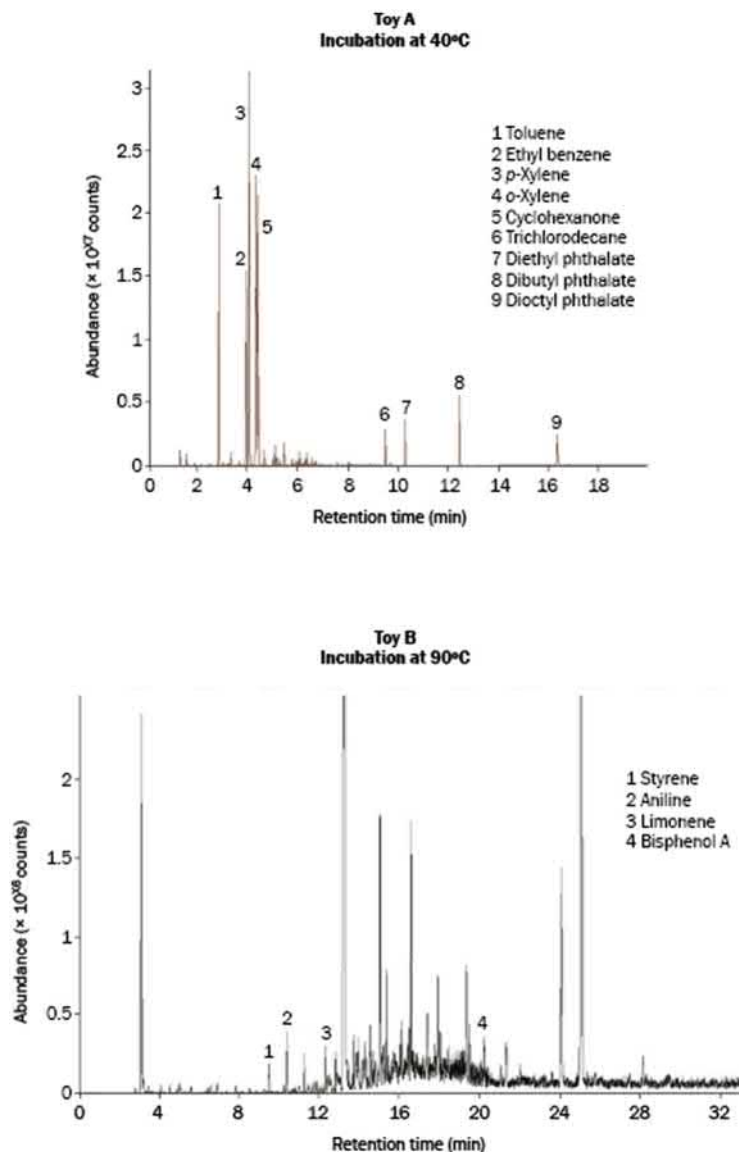 Toy A
Incubation at 40ºC
3
2.5
2
1.5
1
0.5
0
Abundance (× 10^X7 counts)
1
2
3
4
5
6
7
8
9
1 Toluene
2 Ethyl benzene
3 p-Xylene
4 o-Xylene
5 Cyclohexanone
6 Trichlorodecane
7 Diethyl phthalate
8 Dibutyl phthalate
9 Dioctyl phthalate
0 2 4 6 8 10 12 14 16 18
Retention time (min)
Toy B
Incubation at 90ºC
2
1.5
1
0.5
0
Abundance (× 10^X6 counts)
1
2
3
4
1 Styrene
2 Aniline
3 Limonene
4 Bisphenol A
0 4 8 12 16 20 24 28 32
Retention time (min)